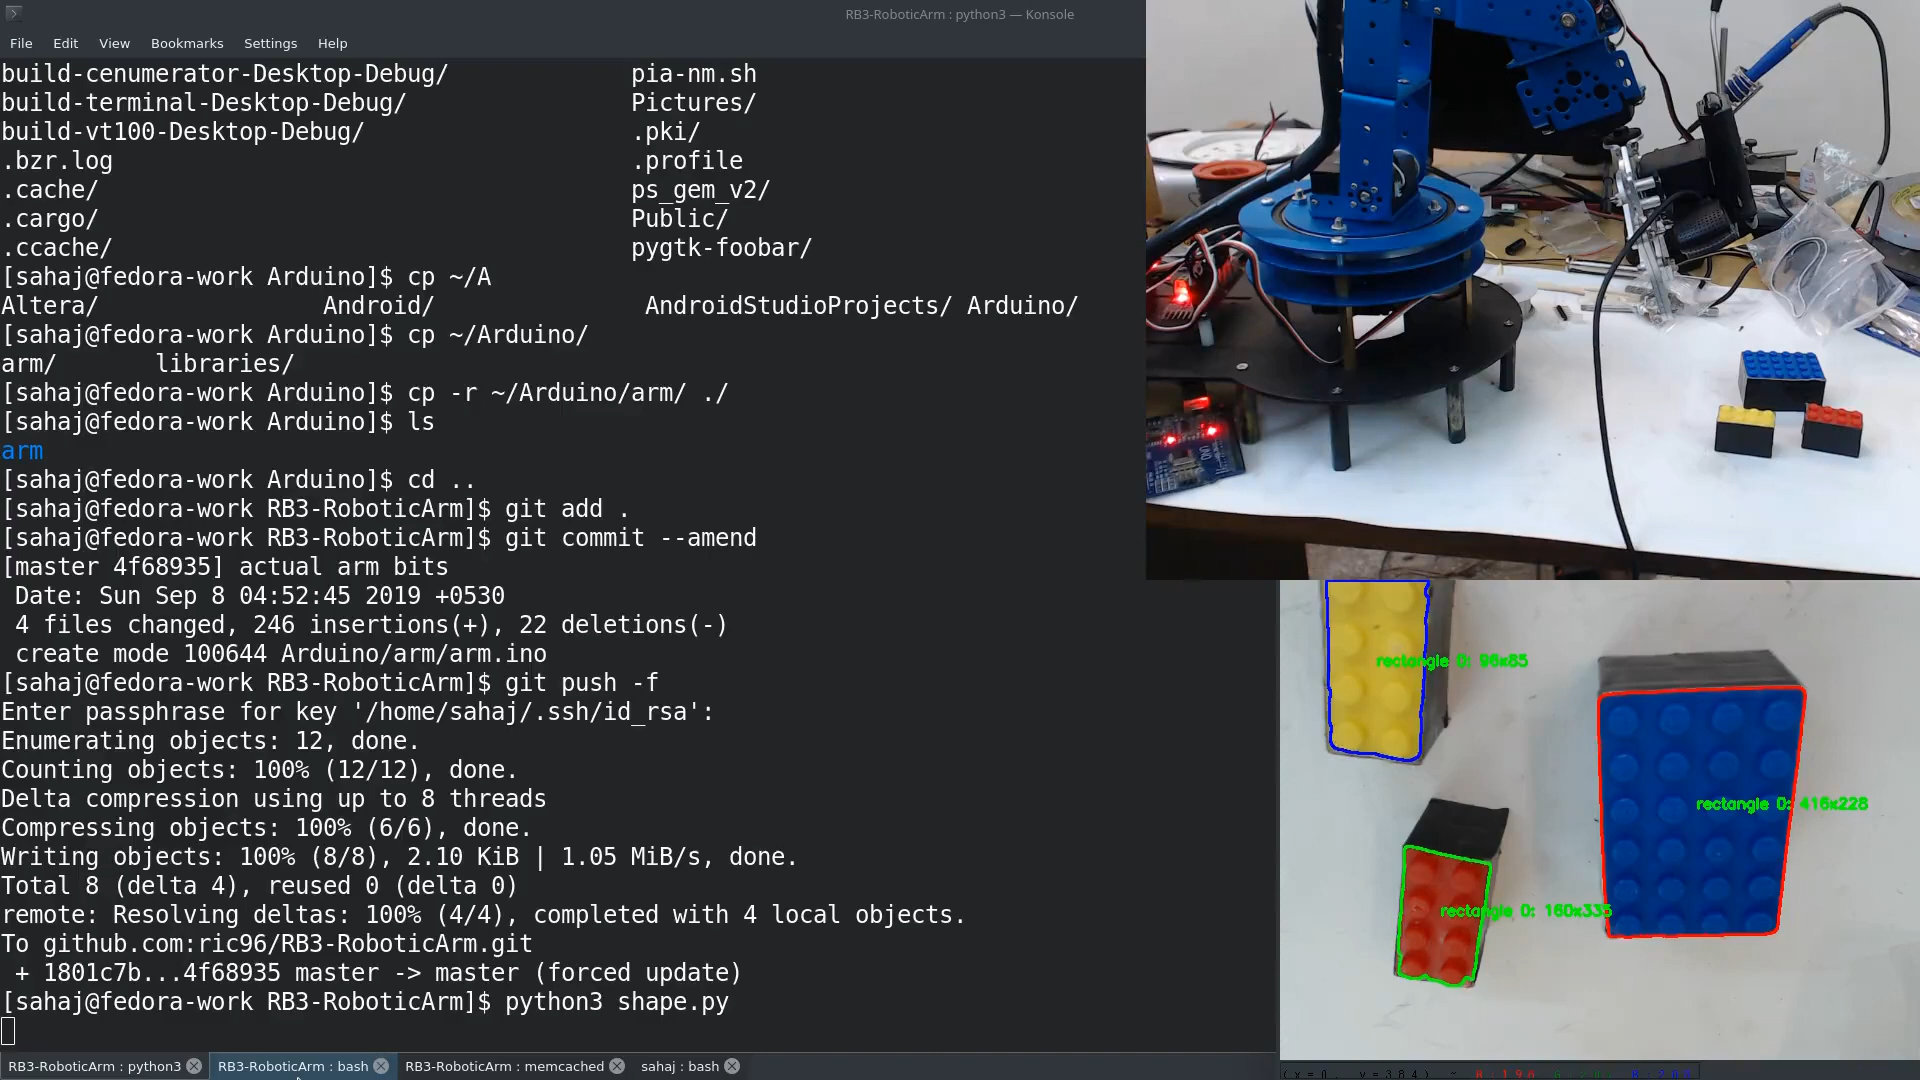 RB3-RoboticArm : python3 — Konsole
File Edit View Bookmarks Settings Help
build-cenumerator-Desktop-Debug/ pia-nm.sh
build-terminal-Desktop-Debug/ Pictures/
build-vt100-Desktop-Debug/ .pki/
.bzr.log .profile
.cache/ ps_gem_v2/
.cargo/ Public/
.ccache/ pygtk-foobar/
[sahaj@fedora-work Arduino]$ cp ~/A
Altera/ Android/ AndroidStudioProjects/ Arduino/
[sahaj@fedora-work Arduino]$ cp ~/Arduino/
arm/ libraries/
[sahaj@fedora-work Arduino]$ cp -r ~/Arduino/arm/ ./
[sahaj@fedora-work Arduino]$ ls
arm
[sahaj@fedora-work Arduino]$ cd ..
[sahaj@fedora-work RB3-RoboticArm]$ git add .
[sahaj@fedora-work RB3-RoboticArm]$ git commit --amend
[master 4f68935] actual arm bits
Date: Sun Sep 8 04:52:45 2019 +0530
4 files changed, 246 insertions(+), 22 deletions(-)
create mode 100644 Arduino/arm/arm.ino
[sahaj@fedora-work RB3-RoboticArm]$ git push -f
Enter passphrase for key '/home/sahaj/.ssh/id_rsa':
Enumerating objects: 12, done.
Counting objects: 100% (12/12), done.
Delta compression using up to 8 threads
Compressing objects: 100% (6/6), done.
Writing objects: 100% (8/8), 2.10 KiB | 1.05 MiB/s, done.
Total 8 (delta 4), reused 0 (delta 0)
remote: Resolving deltas: 100% (4/4), completed with 4 local objects.
To github.com:ric96/RB3-RoboticArm.git
+ 1801c7b...4f68935 master -> master (forced update)
[sahaj@fedora-work RB3-RoboticArm]$ python3 shape.py
RB3-RoboticArm : python3 RB3-RoboticArm : bash RB3-RoboticArm : memcached sahaj : bash
UNO
rectangle 0: 96x85
rectangle 0: 416x228
rectangle 0: 160x335